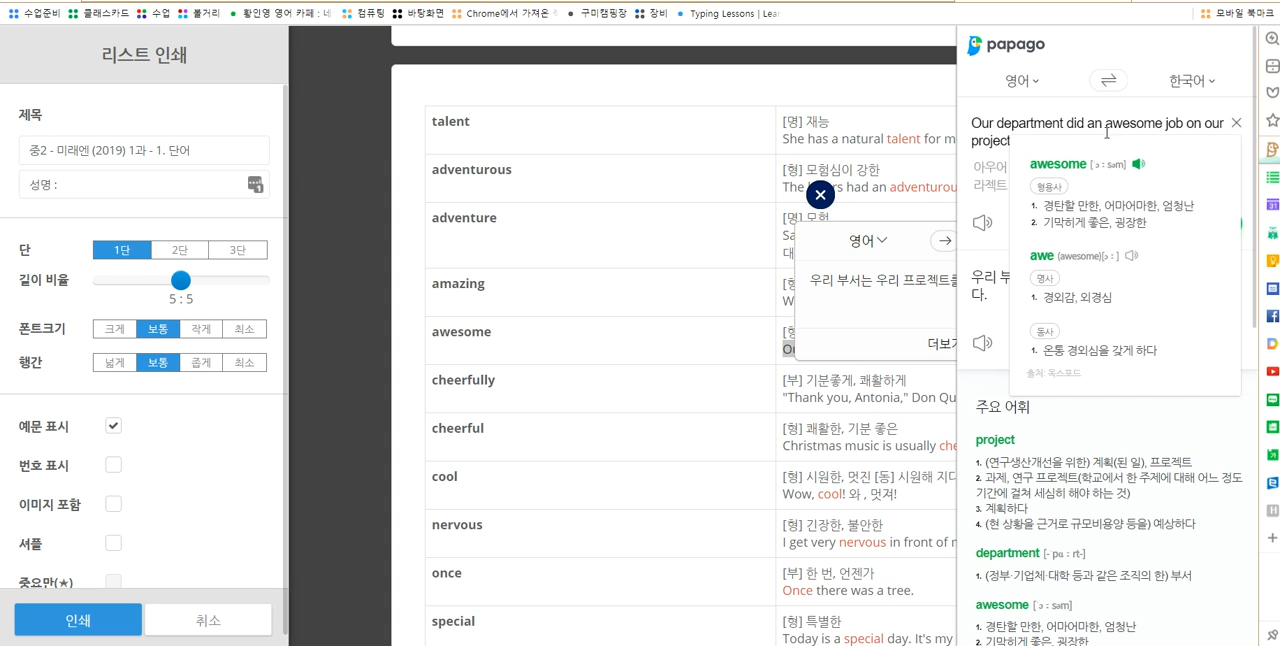 수업준비 클래스카드 수업 볼거리 황인영 영어 카페 : 네 컴퓨팅 바탕화면 Chrome에서 가져온 구미캠핑장 장비 Typing Lessons | Lear 모바일 북마크
리스트 인쇄
제목
중2 - 미래엔 (2019) 1과 - 1. 단어
성명 :
단 1단 2단 3단
길이 비율
5 : 5
폰트크기 크게 보통 작게 최소
행간 넓게 보통 좁게 최소
예문 표시
번호 표시
이미지 포함
셔플
중요만(★)
인쇄 취소
talent
[명] 재능
She has a natural talent for m
adventurous
[형] 모험심이 강한
The had an adventurou
adventure
[명] 모험
Sa
대
amazing
[형
W
awesome
[형
Ou
cheerfully
[부] 기분좋게, 쾌활하게
"Thank you, Antonia," Don Qu
cheerful
[형] 쾌활한, 기분 좋은
Christmas music is usually che
cool
[형] 시원한, 멋진 [동] 시원해 지다
Wow, cool! 와 , 멋져!
nervous
[형] 긴장한, 불안한
I get very nervous in front of m
once
[부] 한 번, 언젠가
Once there was a tree.
special
[형] 특별한
Today is a special day. It's my
영어
우리 부서는 우리 프로젝트를
더보기
papago
영어 한국어
Our department did an awesome job on our
project
아우어
라젝트
우리 부
다.
awesome [ɔːsəm]
형용사
1. 경탄할 만한, 어마어마한, 엄청난
2. 기막히게 좋은, 굉장한
awe (awesome)[ɔː]
명사
1. 경외감, 외경심
동사
1. 온통 경외심을 갖게 하다
출처: 옥스포드
주요 어휘
project
1. (연구생산개선을 위한) 계획(된 일), 프로젝트
2. 과제, 연구 프로젝트(학교에서 한 주제에 대해 어느 정도
기간에 걸쳐 세심히 해야 하는 것)
3. 계획하다
4. (현 상황을 근거로 규모비용양 등을) 예상하다
department [-pɑːrt-]
1. (정부·기업체·대학 등과 같은 조직의 한) 부서
awesome [ɔːsəm]
1. 경탄할 만한, 어마어마한, 엄청난
2. 기막히게 좋은, 굉장한